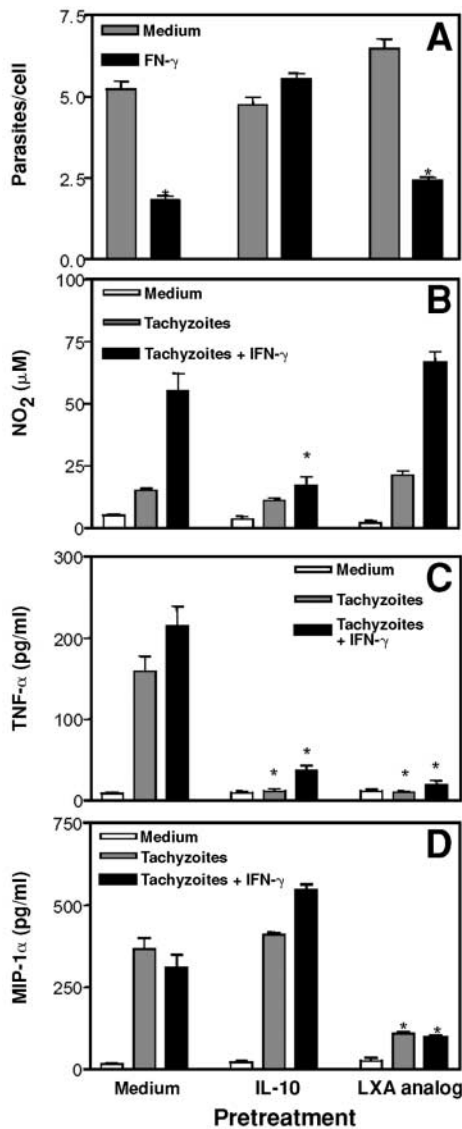 7.5
Medium
A
FN-γ
5.0
2.5
0.0
Parasites/cell
*
*
100
Medium
B
Tachyzoites
75
Tachyzoites + IFN-γ
50
25
0
NO2 (µM)
*
300
Medium
C
Tachyzoites
200
Tachyzoites
+ IFN-γ
100
0
TNF-α (pg/ml)
*
*
*
*
750
Medium
D
Tachyzoites
Tachyzoites + IFN-γ
500
250
0
MIP-1α (pg/ml)
*
*
Medium
IL-10
LXA analog
Pretreatment